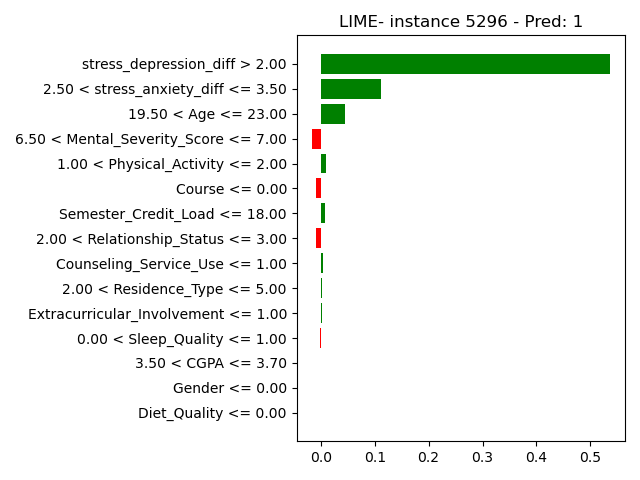 LIME- instance 5296 - Pred: 1
stress_depression_diff > 2.00
2.50 < stress_anxiety_diff <= 3.50
19.50 < Age <= 23.00
6.50 < Mental_Severity_Score <= 7.00
1.00 < Physical_Activity <= 2.00
Course <= 0.00
Semester_Credit_Load <= 18.00
2.00 < Relationship_Status <= 3.00
Counseling_Service_Use <= 1.00
2.00 < Residence_Type <= 5.00
Extracurricular_Involvement <= 1.00
0.00 < Sleep_Quality <= 1.00
3.50 < CGPA <= 3.70
Gender <= 0.00
Diet_Quality <= 0.00
0.0 0.1 0.2 0.3 0.4 0.5